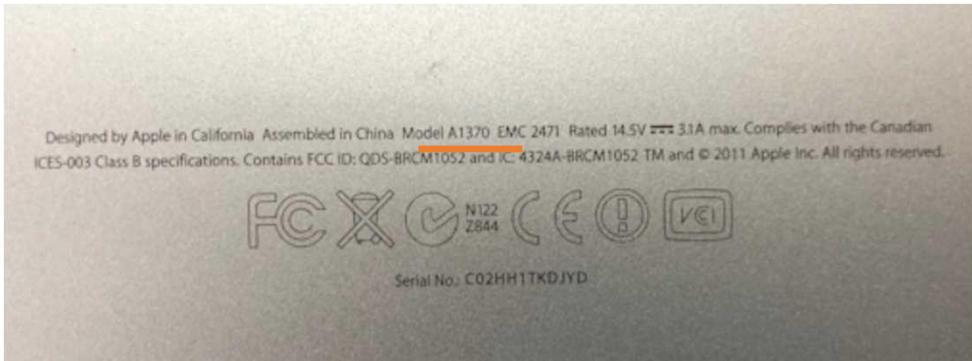 Designed by Apple in California Assembled in China Model A1370 EMC 2471 Rated 14.5V ⎓ 3.1A max. Complies with the Canadian
ICES-003 Class B specifications. Contains FCC ID: QDS-BRCM1052 and IC: 4324A-BRCM1052 TM and © 2011 Apple Inc. All rights reserved.
FC CE VCI
N122
Z844
Serial No.: C02HH1TKDJYD